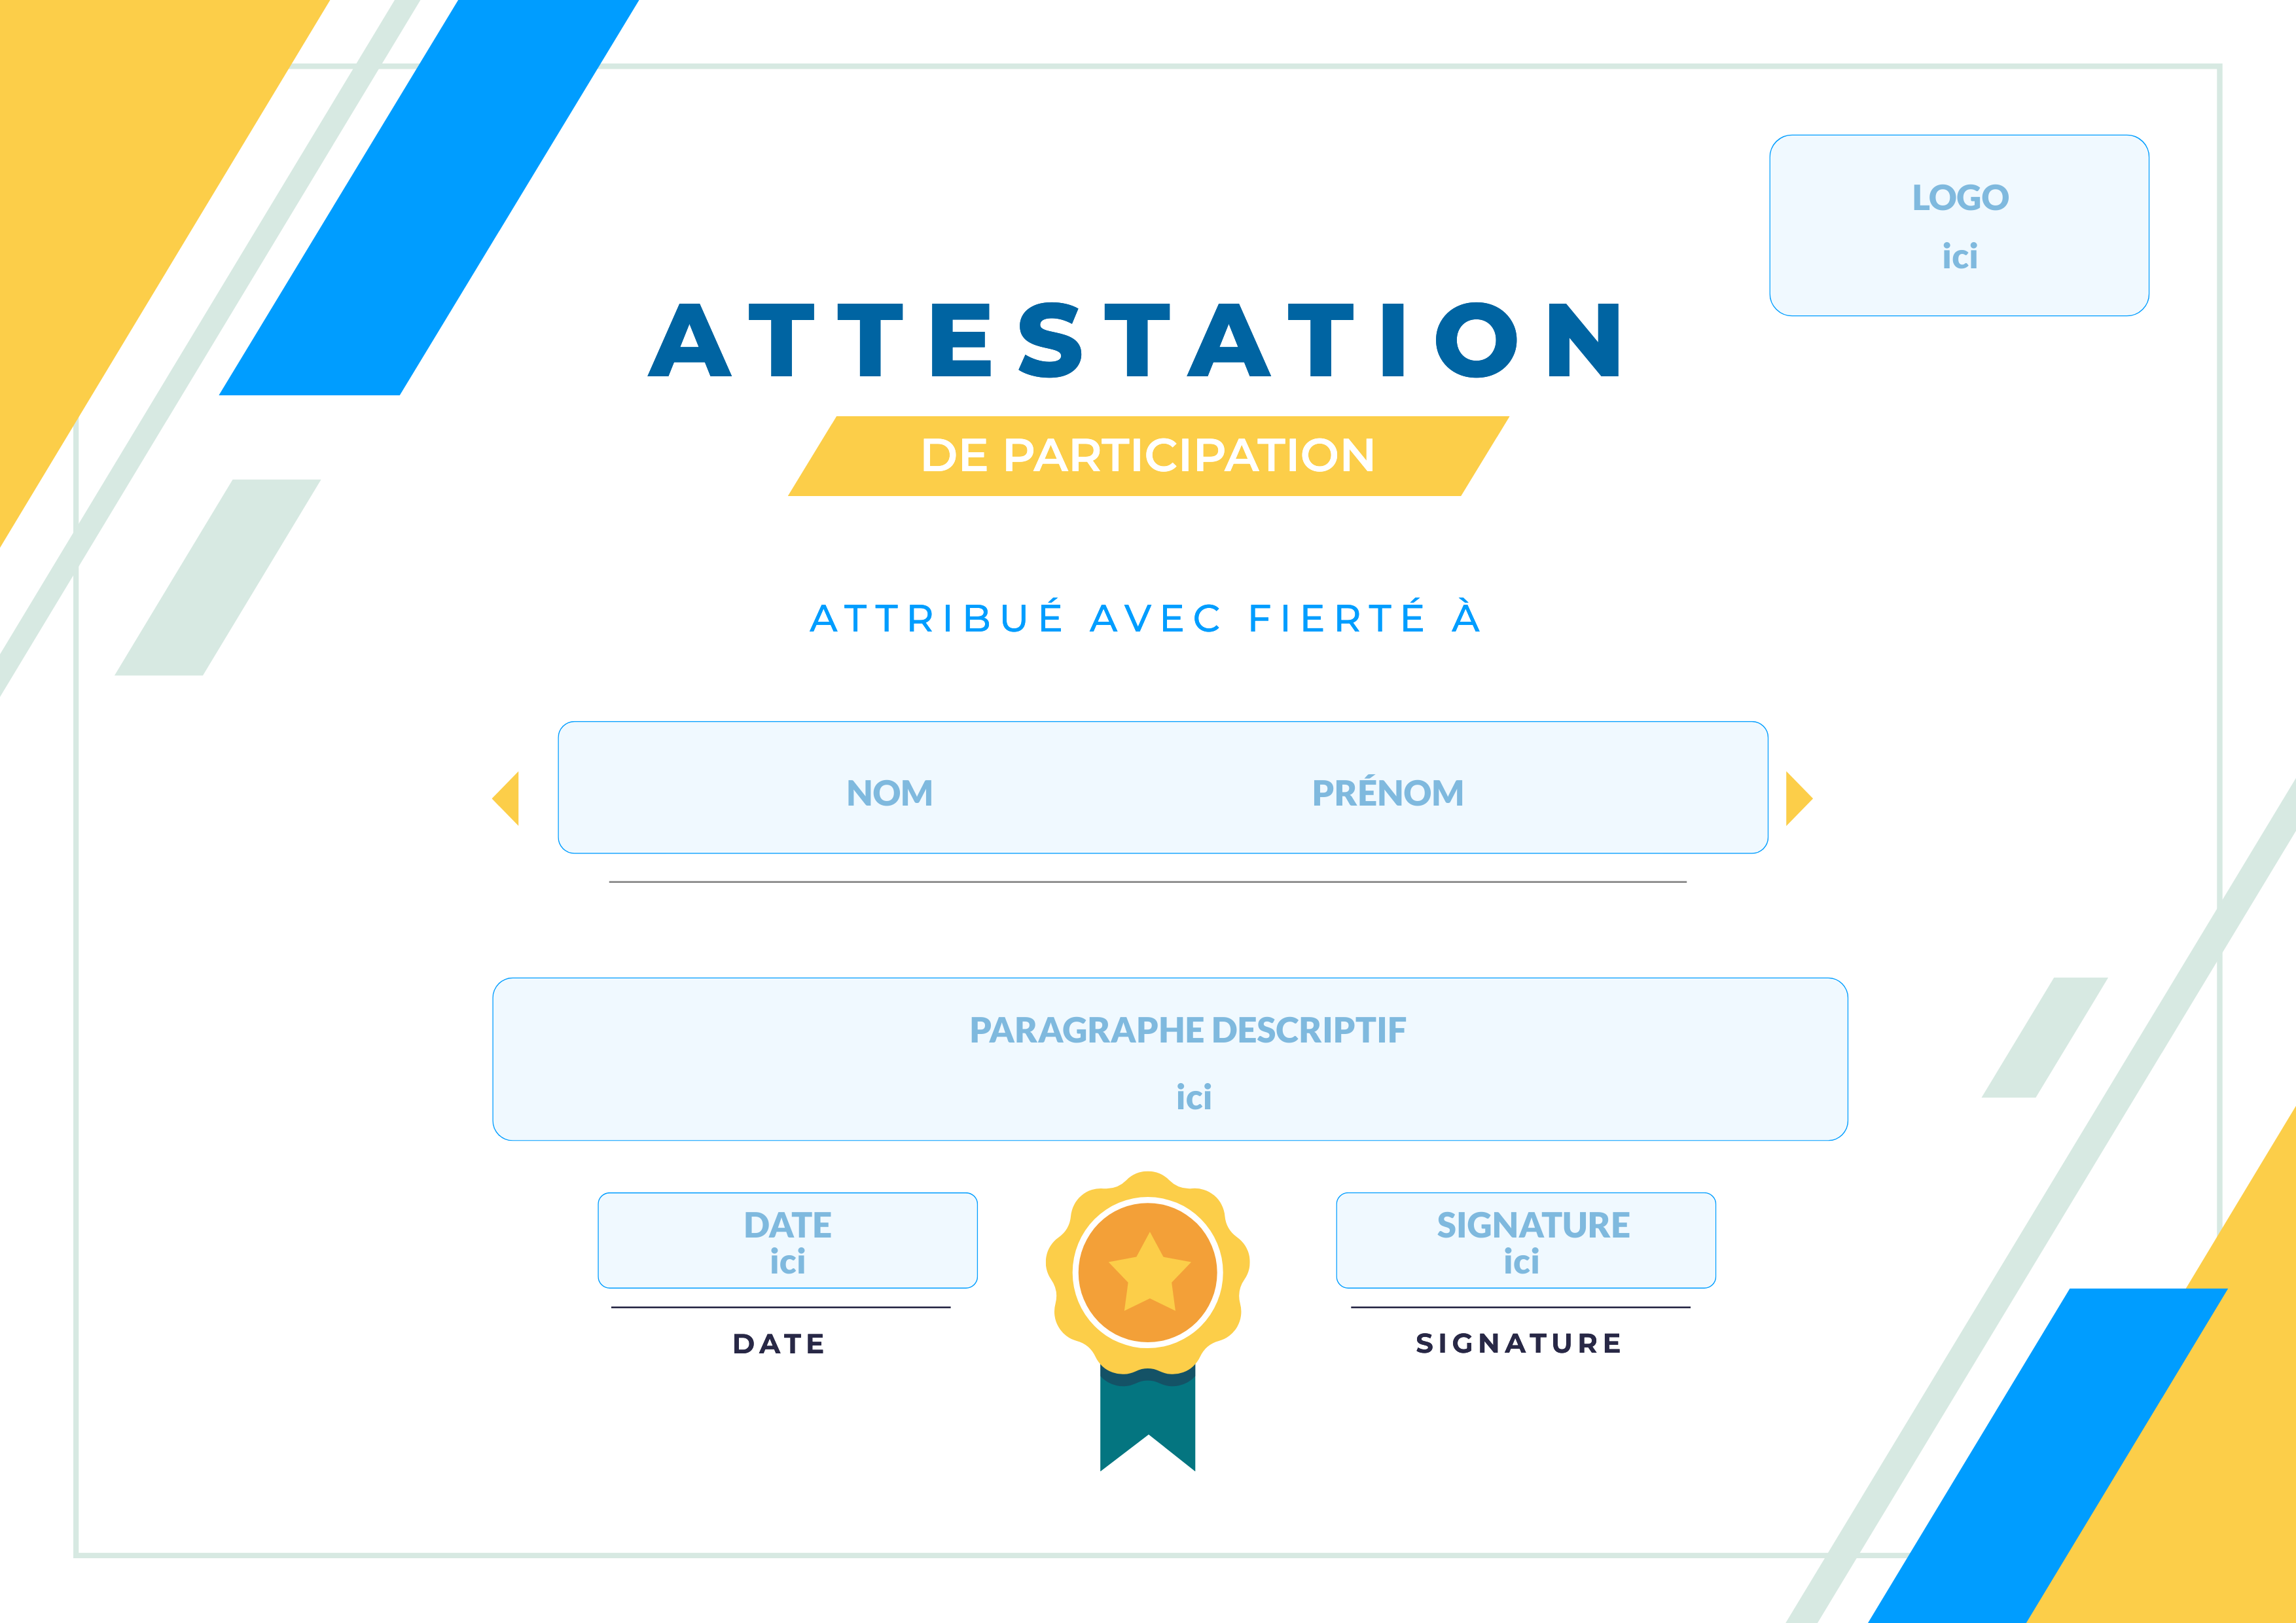 LOGO
ici
ATTESTATION
DE PARTICIPATION
ATTRIBUÉ AVEC FIERTÉ À
NOM PRÉNOM
PARAGRAPHE DESCRIPTIF
ici
DATE
ici
SIGNATURE
ici
DATE
SIGNATURE